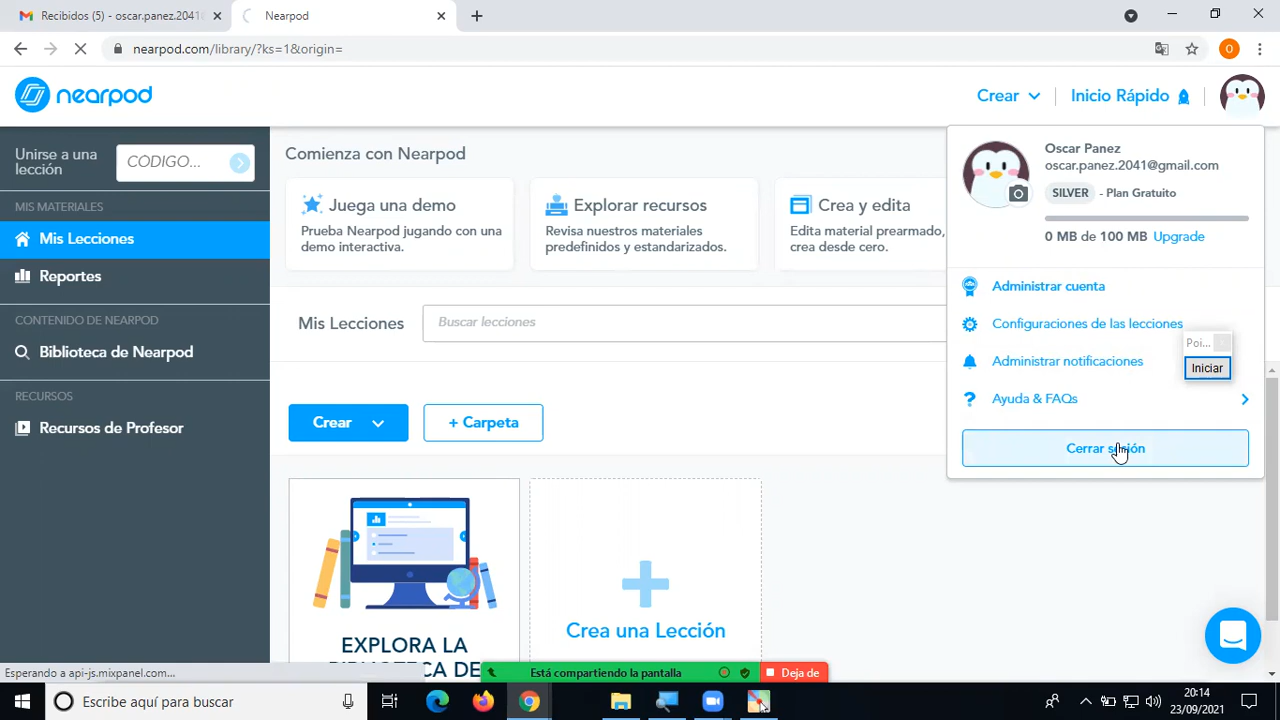 Recibidos (5) - oscar.panez.2041@
Nearpod
nearpod.com/library/?ks=1&origin=
O
nearpod
Crear
Inicio Rápido
Unirse a una
lección
CODIGO...
MIS MATERIALES
Mis Lecciones
Reportes
CONTENIDO DE NEARPOD
Biblioteca de Nearpod
RECURSOS
Recursos de Profesor
Comienza con Nearpod
Juega una demo
Prueba Nearpod jugando con una
demo interactiva.
Explorar recursos
Revisa nuestros materiales
predefinidos y estandarizados.
Crea y edita
Edita material prearmado,
crea desde cero.
Mis Lecciones
Buscar lecciones
Crear
+ Carpeta
EXPLORA LA
BIBLIOTECA DE
Crea una Lección
Oscar Panez
oscar.panez.2041@gmail.com
SILVER - Plan Gratuito
0 MB de 100 MB Upgrade
Administrar cuenta
Configuraciones de las lecciones
Administrar notificaciones
Ayuda & FAQs
Cerrar sesión
Poi...
Iniciar
Esperando a api-js.mixpanel.com...
Está compartiendo la pantalla
Deja de
Escribe aquí para buscar
20:14
23/09/2021